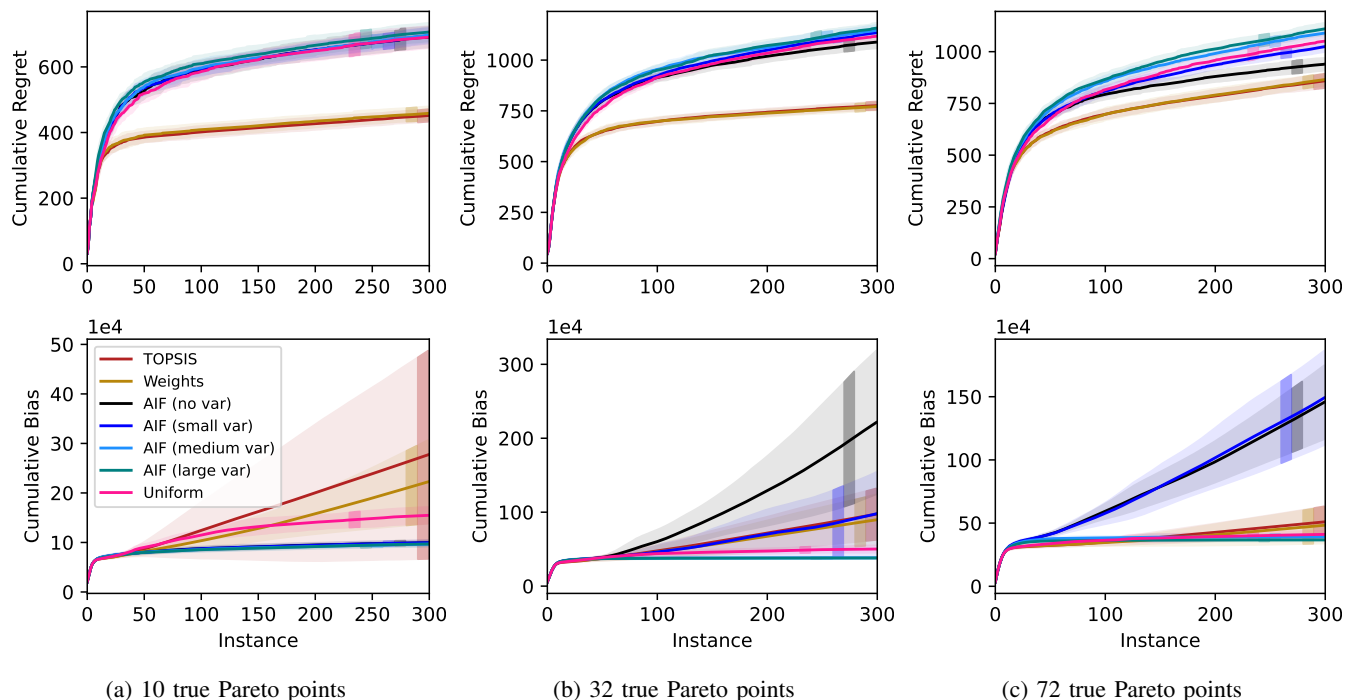 Cumulative Regret
600
400
200
0
0 50 100 150 200 250 300
Cumulative Regret
1000
750
500
250
0
0 100 200 300
Cumulative Regret
1000
750
500
250
0
0 100 200 300
1e4
Cumulative Bias
50
40
30
20
10
0
TOPSIS
Weights
AIF (no var)
AIF (small var)
AIF (medium var)
AIF (large var)
Uniform
0 50 100 150 200 250 300
Instance
1e4
Cumulative Bias
300
200
100
0
0 100 200 300
Instance
1e4
Cumulative Bias
150
100
50
0
0 100 200 300
Instance
(a) 10 true Pareto points
(b) 32 true Pareto points
(c) 72 true Pareto points